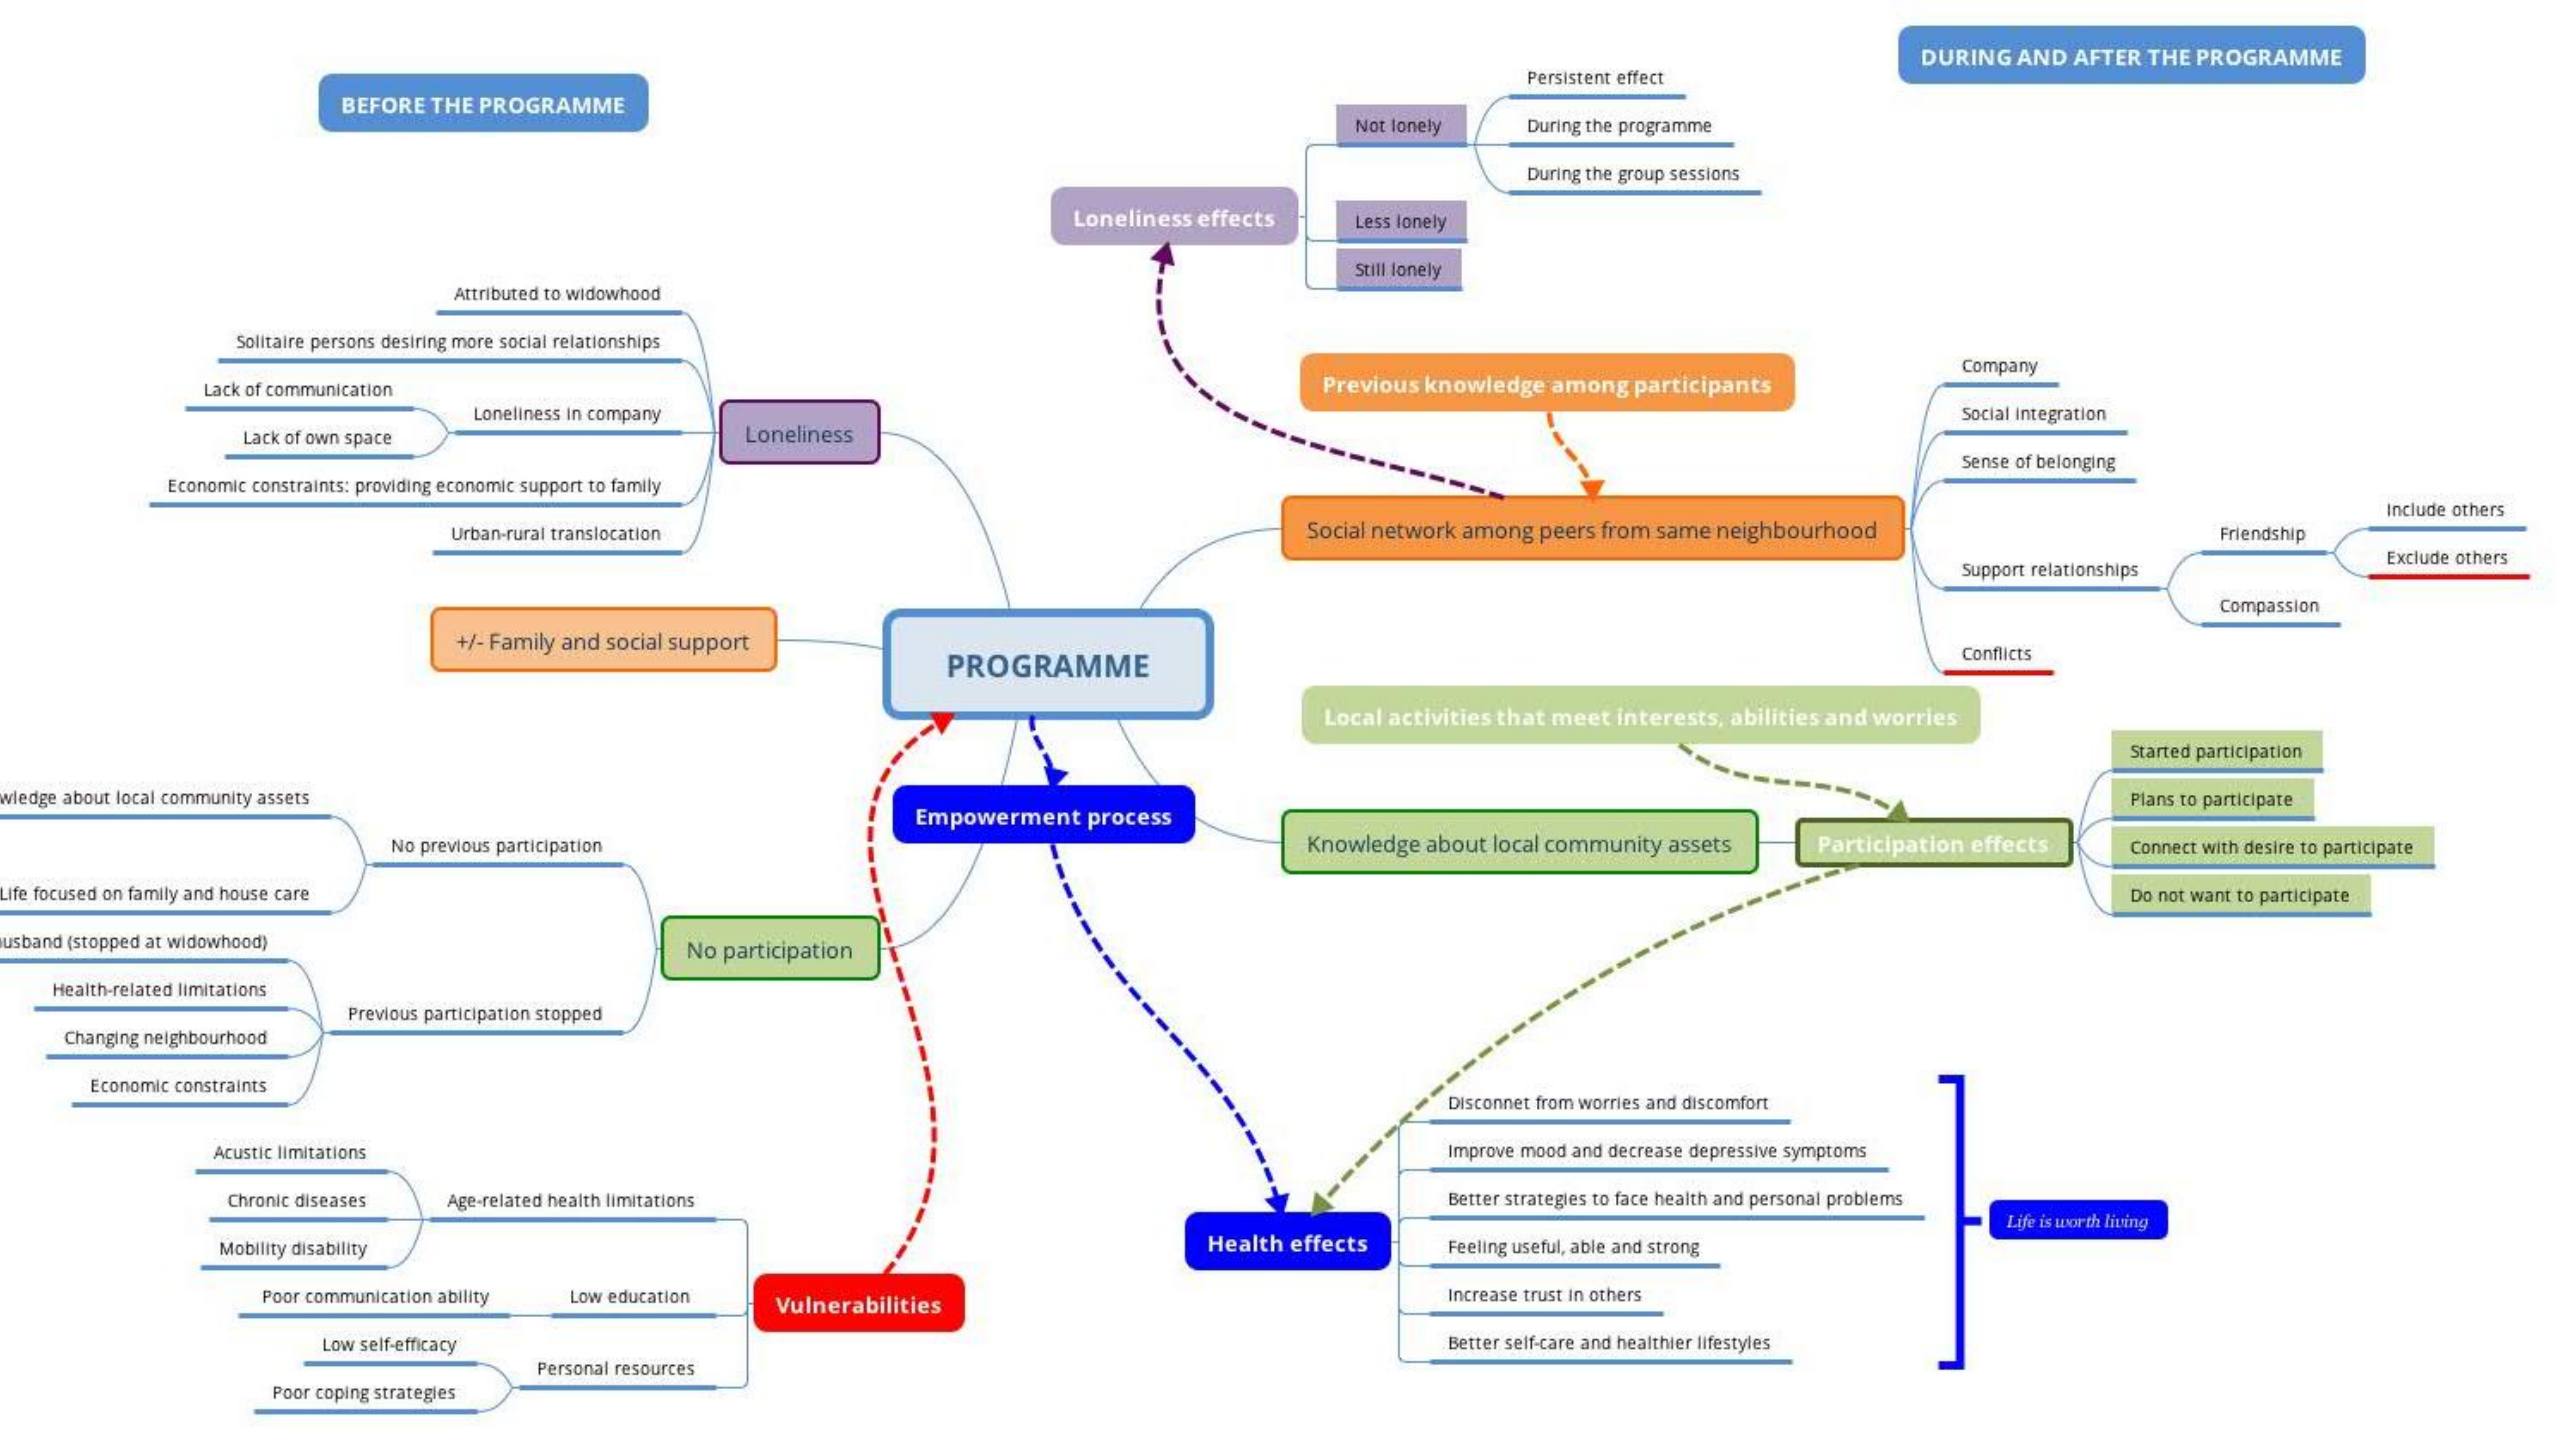 BEFORE THE PROGRAMME
DURING AND AFTER THE PROGRAMME
Attributed to widowhood
Solitaire persons desiring more social relationships
Lack of communication
Lack of own space
Loneliness in company
Economic constraints: providing economic support to family
Urban-rural translocation
Loneliness
+/- Family and social support
about local community assets
Life focused on family and house care
No previous participation
(stopped at widowhood)
Health-related limitations
Changing neighbourhood
Economic constraints
Previous participation stopped
No participation
Acustic limitations
Chronic diseases
Mobility disability
Age-related health limitations
Poor communication ability
Low education
Low self-efficacy
Poor coping strategies
Personal resources
Vulnerabilities
PROGRAMME
Empowerment process
Loneliness effects
Not lonely
Persistent effect
During the programme
During the group sessions
Less lonely
Still lonely
Previous knowledge among participants
Social network among peers from same neighbourhood
Company
Social integration
Sense of belonging
Support relationships
Friendship
Include others
Exclude others
Compassion
Conflicts
Local activities that meet interests, abilities and worries
Knowledge about local community assets
Participation effects
Started participation
Plans to participate
Connect with desire to participate
Do not want to participate
Health effects
Disconnet from worries and discomfort
Improve mood and decrease depressive symptoms
Better strategies to face health and personal problems
Feeling useful, able and strong
Increase trust in others
Better self-care and healthier lifestyles
Life is worth living